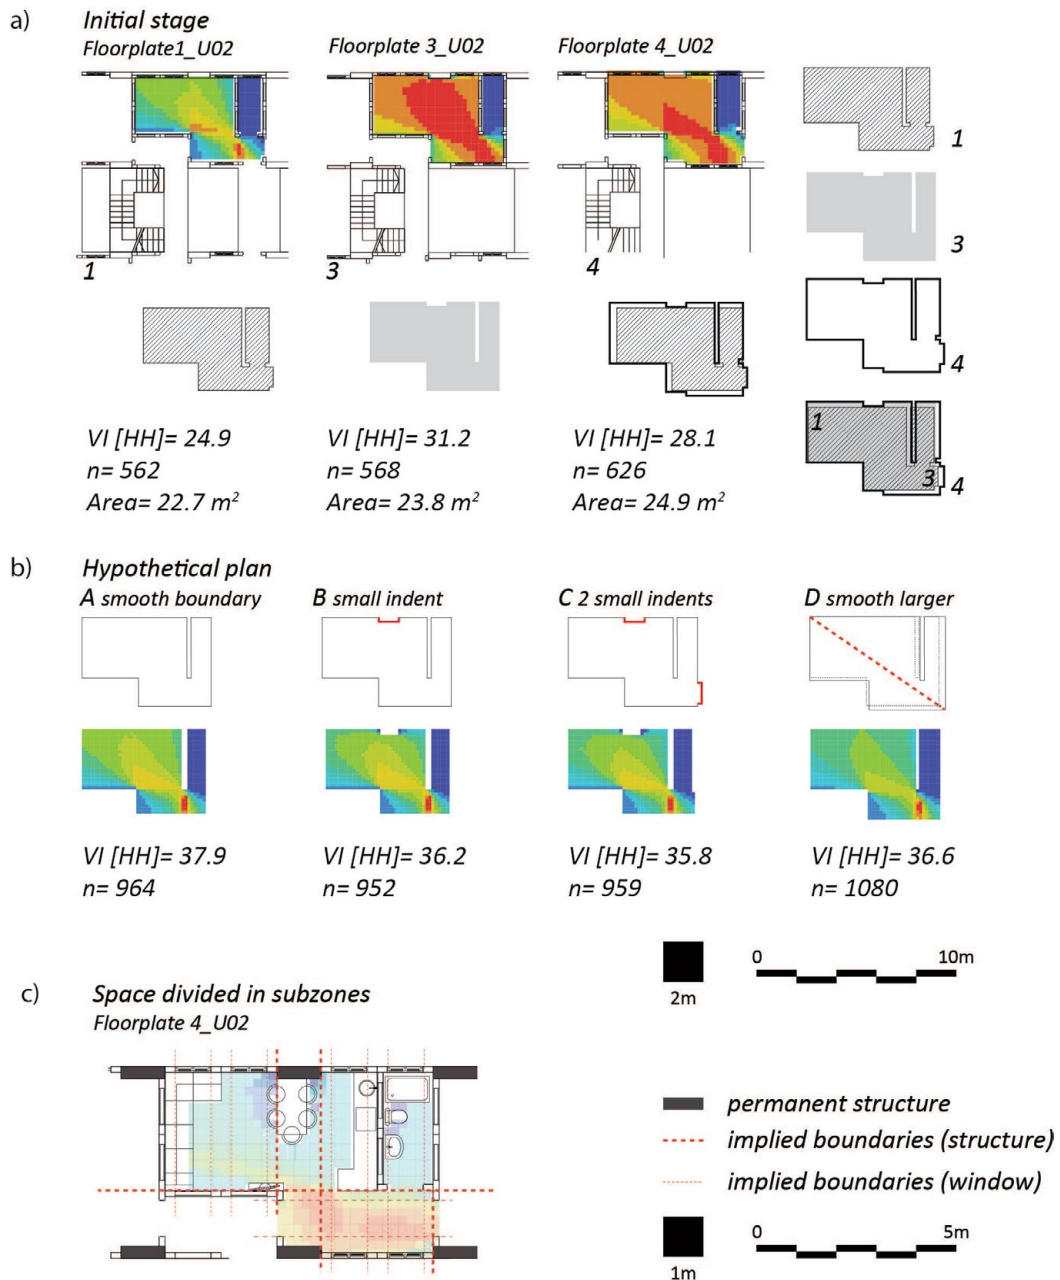 a)
Initial stage
Floorplate1_U02
Floorplate 3_U02
Floorplate 4_U02
1
3
4
1
3
4
1
3
4
VI [HH]= 24.9
n= 562
Area= 22.7 m²
VI [HH]= 31.2
n= 568
Area= 23.8 m²
VI [HH]= 28.1
n= 626
Area= 24.9 m²
b)
Hypothetical plan
A smooth boundary
B small indent
C 2 small indents
D smooth larger
VI [HH]= 37.9
n= 964
VI [HH]= 36.2
n= 952
VI [HH]= 35.8
n= 959
VI [HH]= 36.6
n= 1080
2m
0
10m
c)
Space divided in subzones
Floorplate 4_U02
permanent structure
implied boundaries (structure)
implied boundaries (window)
1m
0
5m